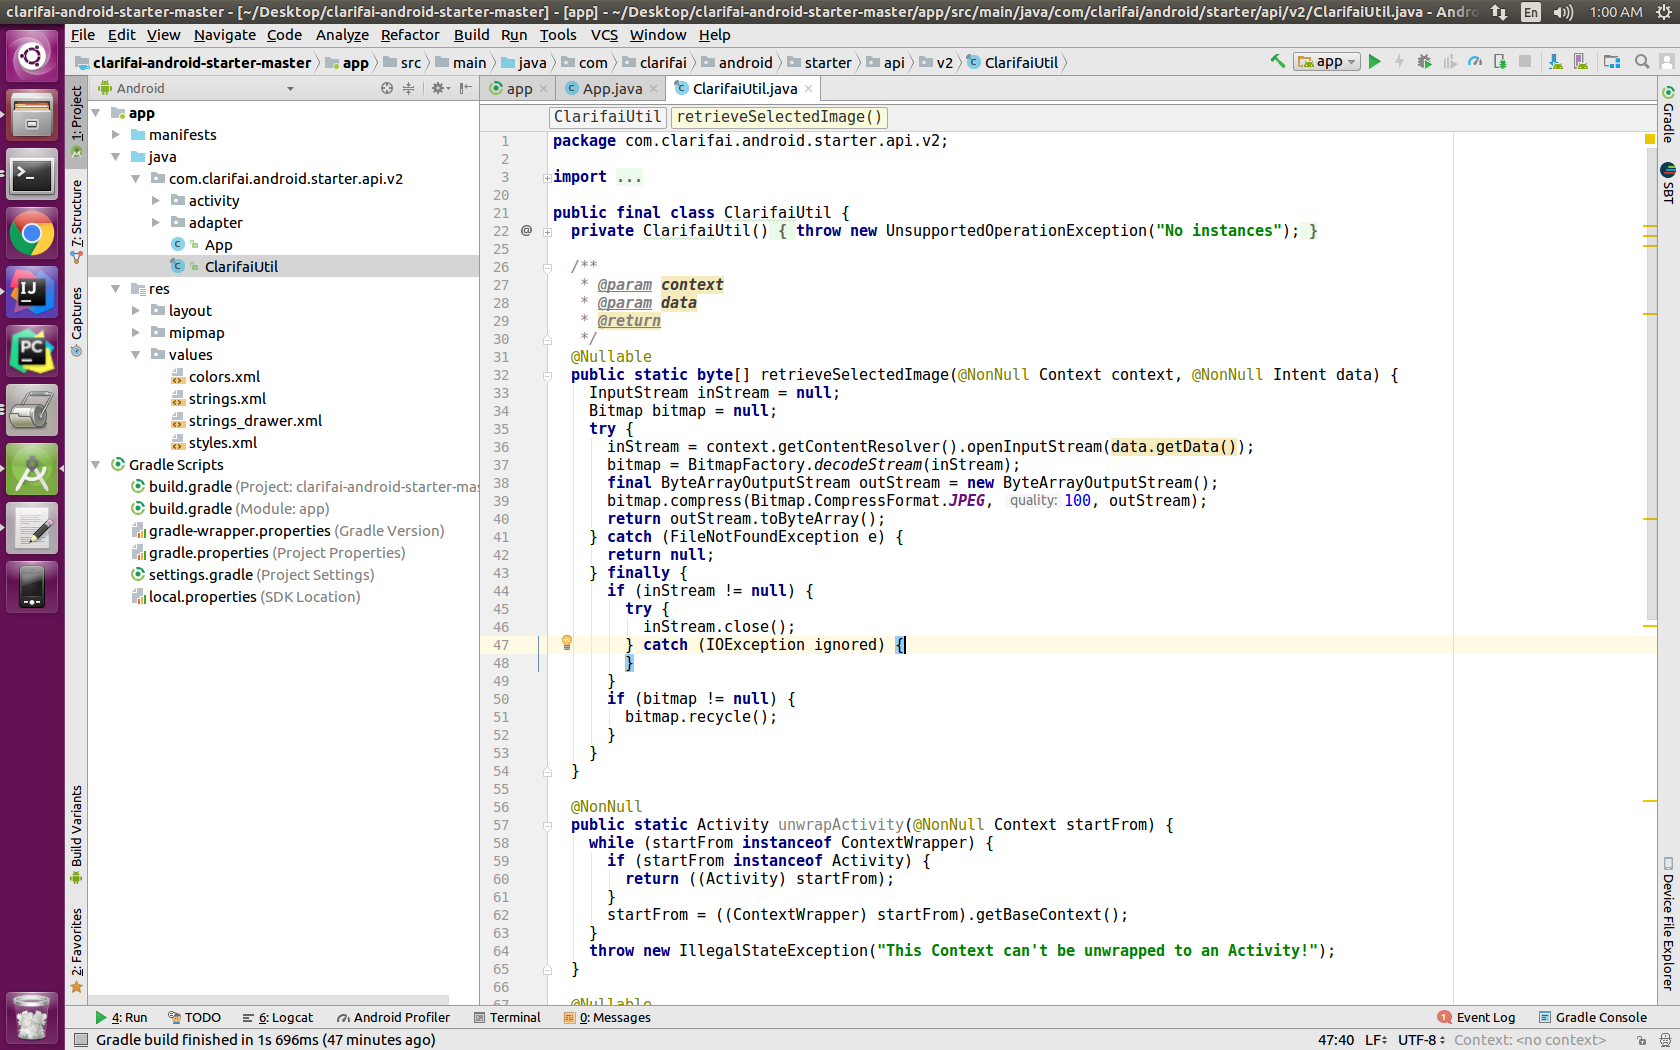 clarifai-android-starter-master - [~/Desktop/clarifai-android-starter-master] - [app] - ~/Desktop/clarifai-android-starter-master/app/src/main/java/com/clarifai/android/starter/api/v2/ClarifaiUtil.java - Andro
En 1:00 AM
File Edit View Navigate Code Analyze Refactor Build Run Tools VCS Window Help
clarifai-android-starter-master app src main java com clarifai android starter api v2 ClarifaiUtil
app
Android
app App.java ClarifaiUtil.java
ClarifaiUtil retrieveSelectedImage()
1: Project
7: Structure
Captures
Build Variants
2: Favorites
app
manifests
java
com.clarifai.android.starter.api.v2
activity
adapter
App
ClarifaiUtil
res
layout
mipmap
values
colors.xml
strings.xml
strings_drawer.xml
styles.xml
Gradle Scripts
build.gradle (Project: clarifai-android-starter-mas
build.gradle (Module: app)
gradle-wrapper.properties (Gradle Version)
gradle.properties (Project Properties)
settings.gradle (Project Settings)
local.properties (SDK Location)
1 package com.clarifai.android.starter.api.v2;
2
3 import ...
20
21 public final class ClarifaiUtil {
22 @ private ClarifaiUtil() { throw new UnsupportedOperationException("No instances"); }
25
26 /**
27 * @param context
28 * @param data
29 * @return
30 */
31 @Nullable
32 public static byte[] retrieveSelectedImage(@NonNull Context context, @NonNull Intent data) {
33 InputStream inStream = null;
34 Bitmap bitmap = null;
35 try {
36 inStream = context.getContentResolver().openInputStream(data.getData());
37 bitmap = BitmapFactory.decodeStream(inStream);
38 final ByteArrayOutputStream outStream = new ByteArrayOutputStream();
39 bitmap.compress(Bitmap.CompressFormat.JPEG, quality: 100, outStream);
40 return outStream.toByteArray();
41 } catch (FileNotFoundException e) {
42 return null;
43 } finally {
44 if (inStream != null) {
45 try {
46 inStream.close();
47 } catch (IOException ignored) {
48 }
49 }
50 if (bitmap != null) {
51 bitmap.recycle();
52 }
53 }
54 }
55
56 @NonNull
57 public static Activity unwrapActivity(@NonNull Context startFrom) {
58 while (startFrom instanceof ContextWrapper) {
59 if (startFrom instanceof Activity) {
60 return ((Activity) startFrom);
61 }
62 startFrom = ((ContextWrapper) startFrom).getBaseContext();
63 }
64 throw new IllegalStateException("This Context can't be unwrapped to an Activity!");
65 }
66
67 @Nullable
Gradle
SBT
Device File Explorer
4: Run TODO 6: Logcat Android Profiler Terminal 0: Messages 1 Event Log Gradle Console
Gradle build finished in 1s 696ms (47 minutes ago) 47:40 LF UTF-8 Context: <no context>
IJ
PC